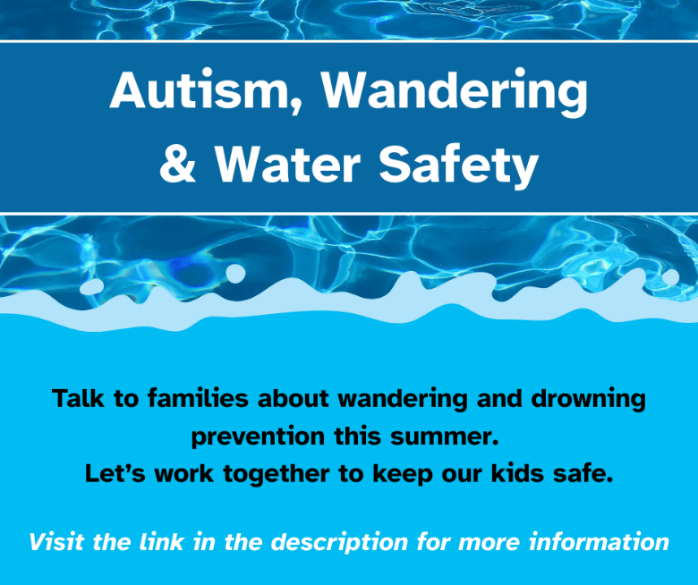 Autism, Wandering
& Water Safety
Talk to families about wandering and drowning
prevention this summer.
Let’s work together to keep our kids safe.
Visit the link in the description for more information